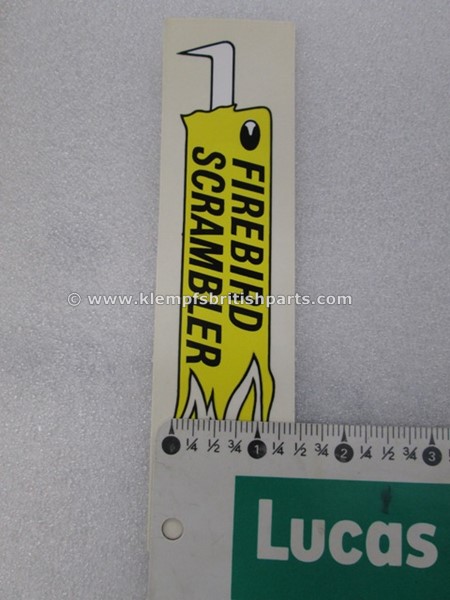 FIREBIRD
SCRAMBLER
© www.klempfsbritishparts.com
¼ ½ ¾ 1 ¼ ½ ¾ 2 ¼ ½ ¾ 3
Lucas